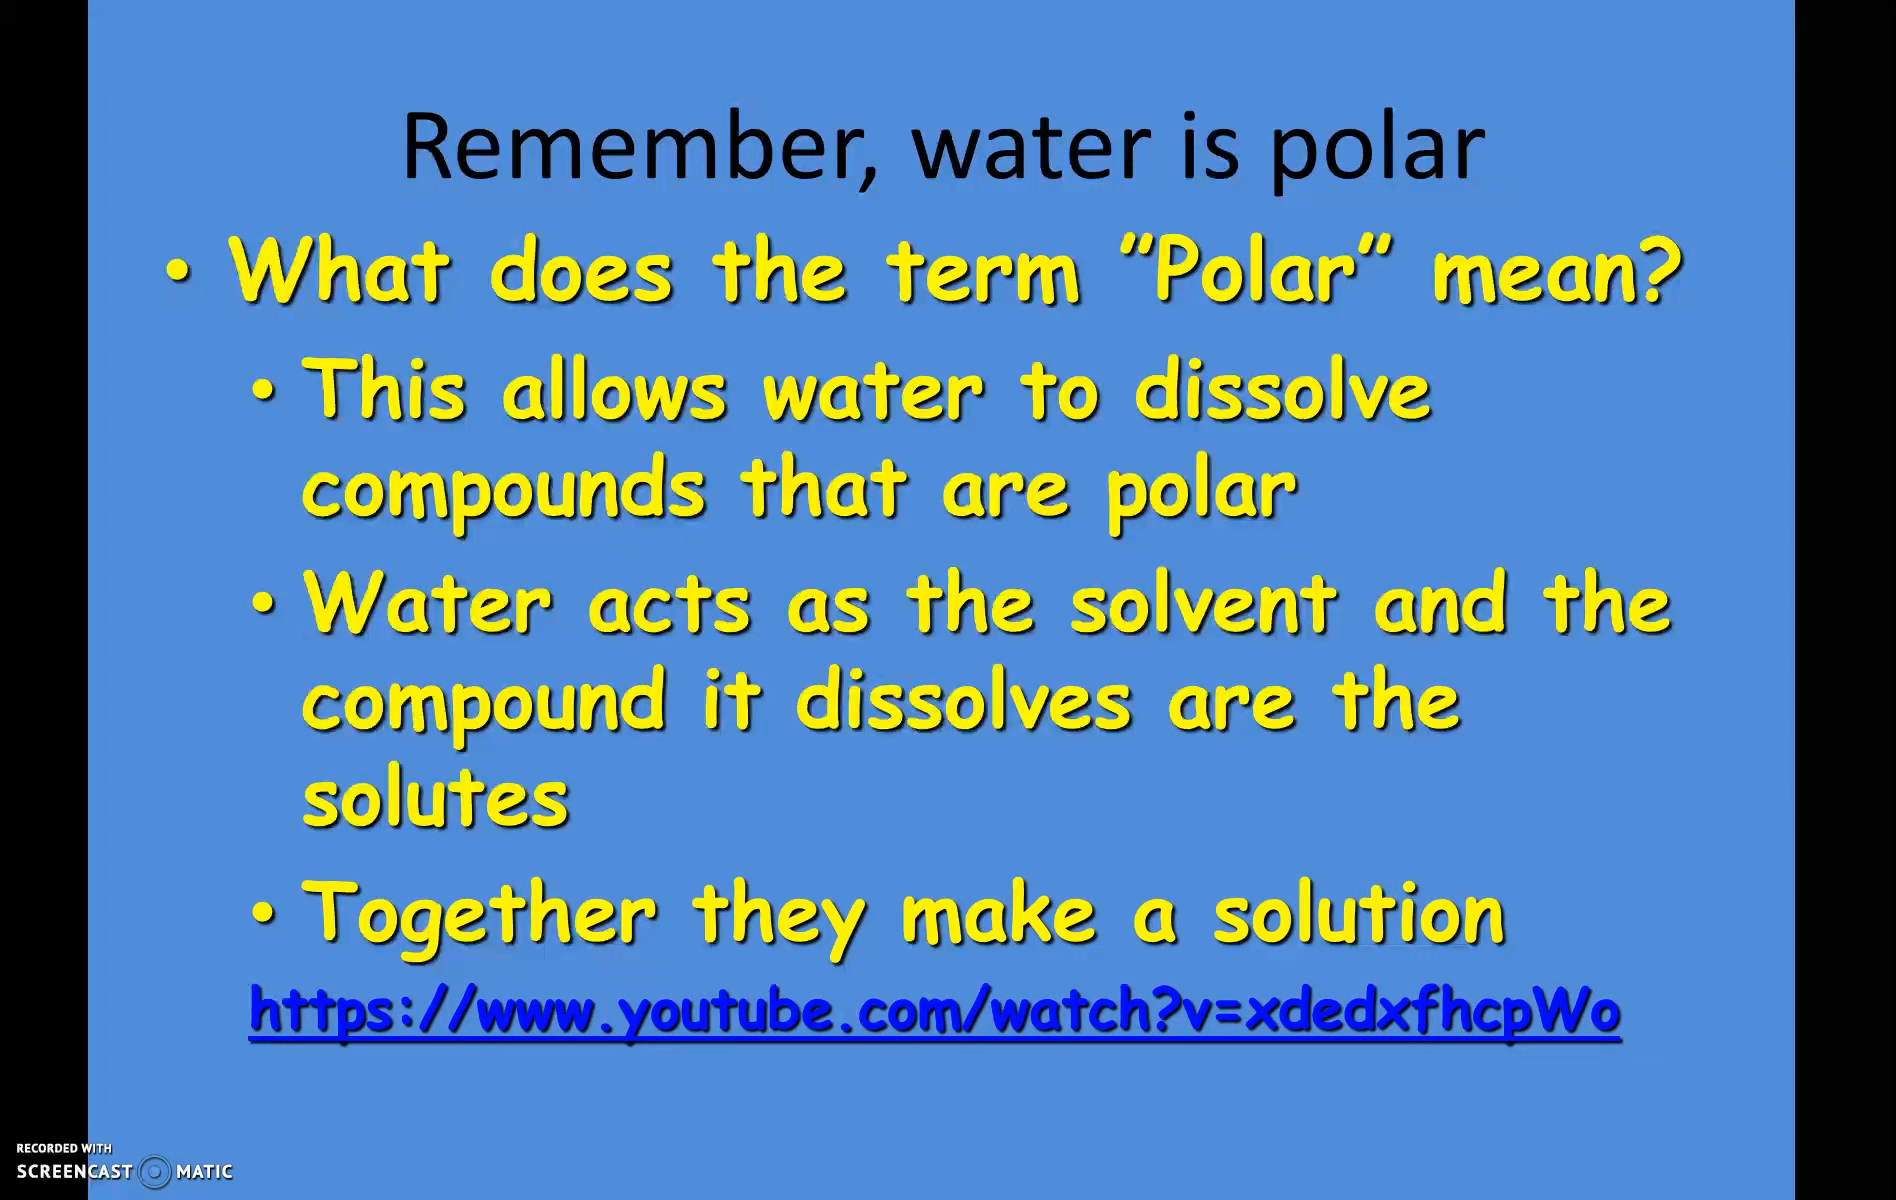 Remember, water is polar
• What does the term ”Polar” mean?
• This allows water to dissolve
compounds that are polar
• Water acts as the solvent and the
compound it dissolves are the
solutes
• Together they make a solution
https://www.youtube.com/watch?v=xdedxfhcpWo
RECORDED WITH
SCREENCAST MATIC